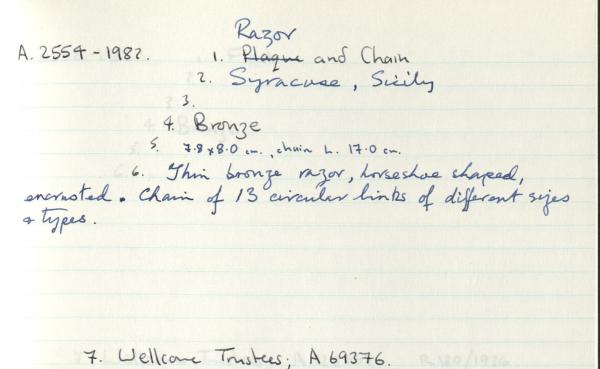 Razor
A. 2554-1982. 1. Plaque and Chain
2. Syracuse, Sicily
3.
4. Bronze
5. 7.8 x 8.0 cm., chain L. 17.0 cm.
6. Thin bronze razor, horseshoe shaped,
encrusted. Chain of 13 circular links of different sizes
& types.
7. Wellcome Trustees; A 69376.